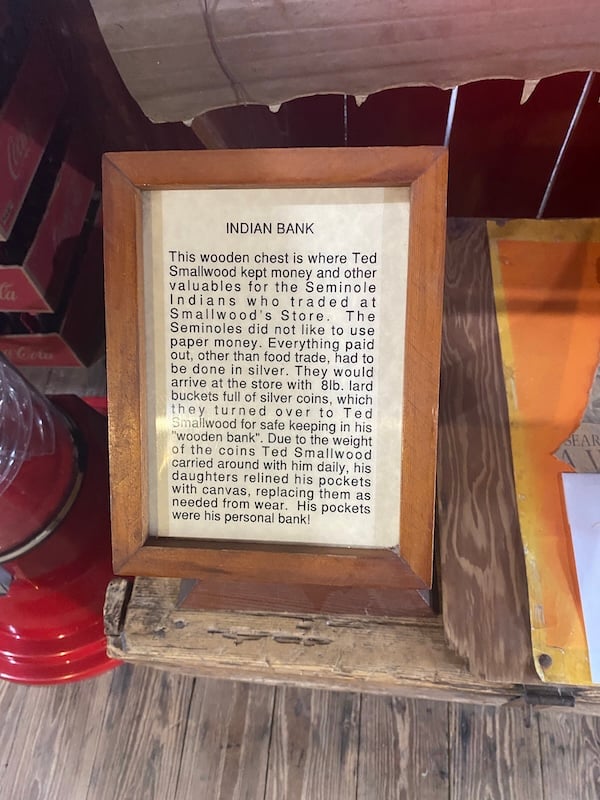 INDIAN BANK
This wooden chest is where Ted
Smallwood kept money and other
valuables for the Seminole
Indians who traded at
Smallwood's Store. The
Seminoles did not like to use
paper money. Everything paid
out, other than food trade, had to
be done in silver. They would
arrive at the store with 8lb. lard
buckets full of silver coins, which
they turned over to Ted
Smallwood for safe keeping in his
"wooden bank". Due to the weight
of the coins Ted Smallwood
carried around with him daily, his
daughters relined his pockets
with canvas, replacing them as
needed from wear. His pockets
were his personal bank!
SEAR